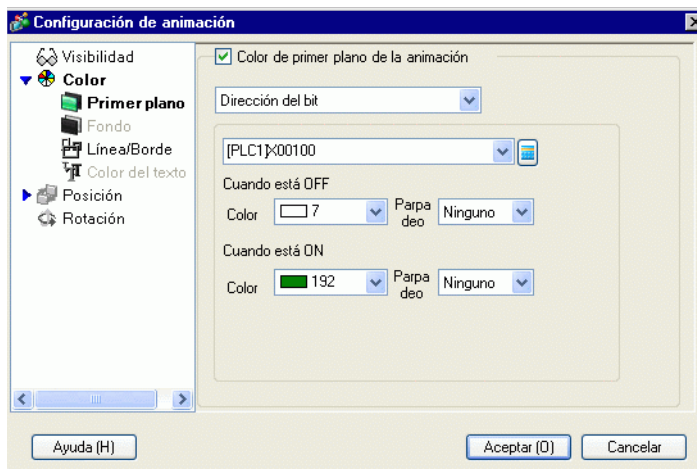 Configuración de animación
Visibilidad
Color
Primer plano
Fondo
Línea/Borde
Color del texto
Posición
Rotación
Color de primer plano de la animación
Dirección del bit
[PLC1]X00100
Cuando está OFF
Color 7 Parpa deo Ninguno
Cuando está ON
Color 192 Parpa deo Ninguno
Ayuda (H) Aceptar (O) Cancelar